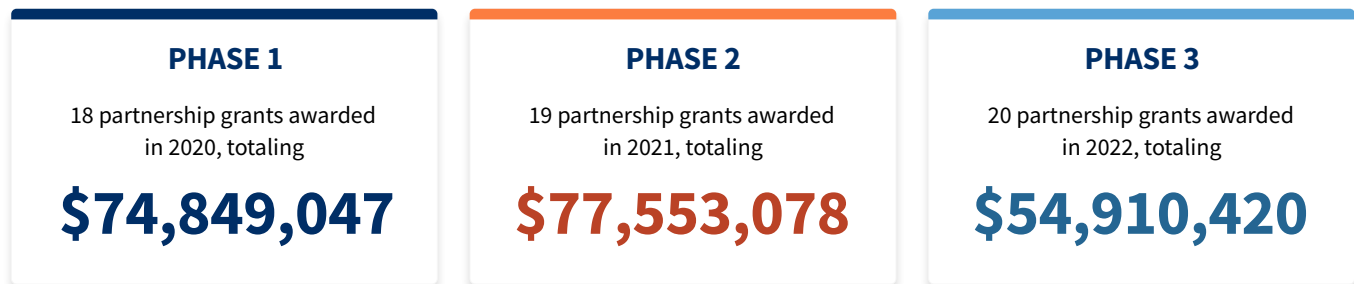 PHASE 1
18 partnership grants awarded
in 2020, totaling
$74,849,047
PHASE 2
19 partnership grants awarded
in 2021, totaling
$77,553,078
PHASE 3
20 partnership grants awarded
in 2022, totaling
$54,910,420